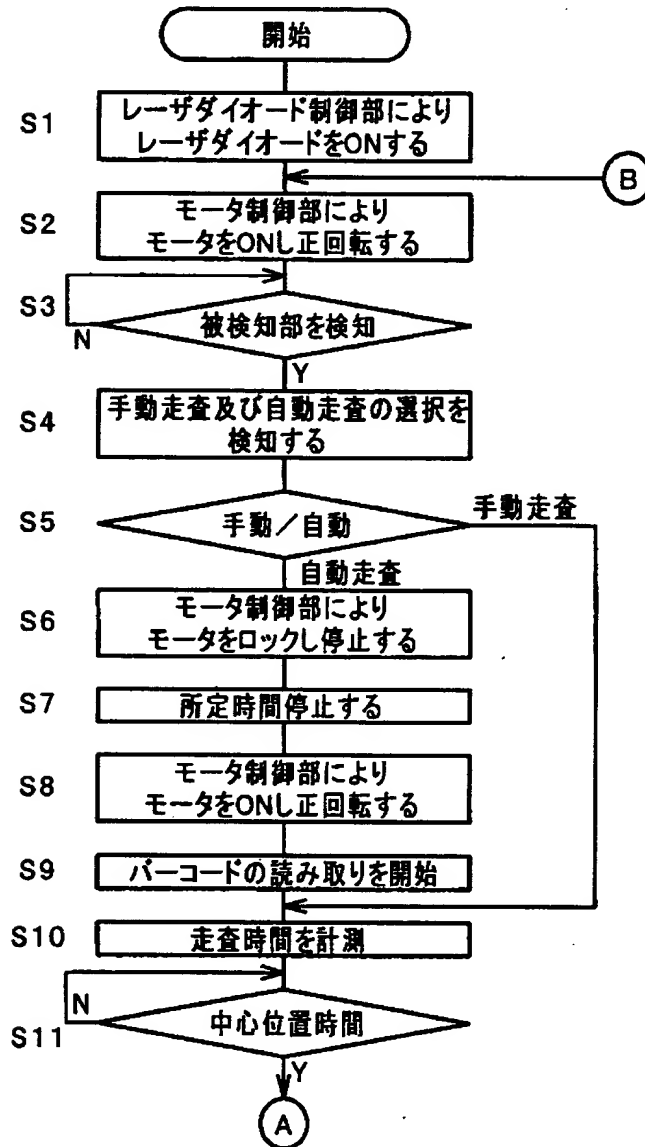 開始
S1
レーザダイオード制御部により
レーザダイオードをONする
B
S2
モータ制御部により
モータをONし正回転する
S3
被検知部を検知
N
Y
S4
手動走査及び自動走査の選択を
検知する
S5
手動／自動
手動走査
自動走査
S6
モータ制御部により
モータをロックし停止する
S7
所定時間停止する
S8
モータ制御部により
モータをONし正回転する
S9
バーコードの読み取りを開始
S10
走査時間を計測
N
S11
中心位置時間
Y
A